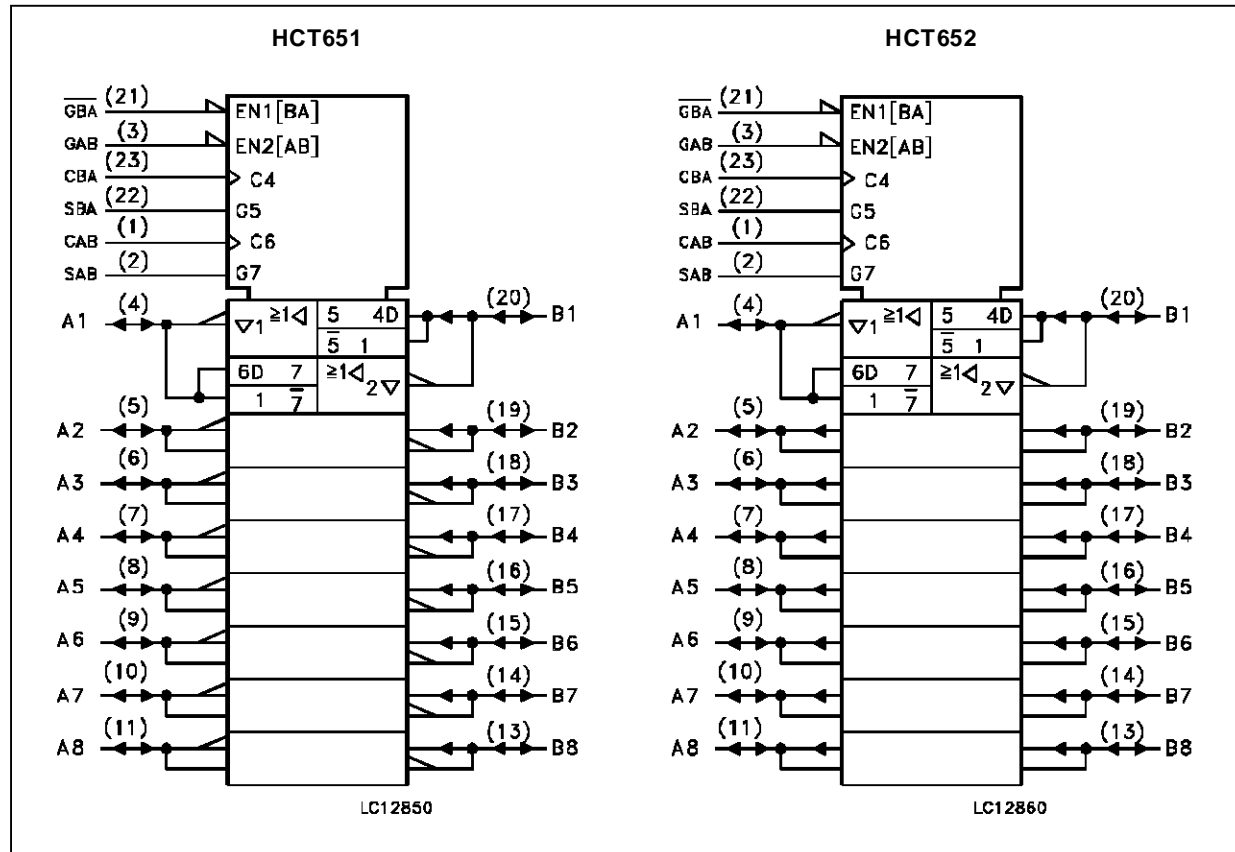 HCT651
G̅B̅A̅ (21) EN1[BA]
GAB (3) EN2[AB]
CBA (23) C4
SBA (22) G5
CAB (1) C6
SAB (2) G7
A1 (4) ▽1 ≥1◁ 5 4D (20) B1
5̅ 1
6D 7 ≥1◁ 2▽
1 7̅
A2 (5) (19) B2
A3 (6) (18) B3
A4 (7) (17) B4
A5 (8) (16) B5
A6 (9) (15) B6
A7 (10) (14) B7
A8 (11) (13) B8
LC12850
HCT652
G̅B̅A̅ (21) EN1[BA]
GAB (3) EN2[AB]
CBA (23) C4
SBA (22) G5
CAB (1) C6
SAB (2) G7
A1 (4) ▽1 ≥1◁ 5 4D (20) B1
5̅ 1
6D 7 ≥1◁ 2▽
1 7̅
A2 (5) (19) B2
A3 (6) (18) B3
A4 (7) (17) B4
A5 (8) (16) B5
A6 (9) (15) B6
A7 (10) (14) B7
A8 (11) (13) B8
LC12860